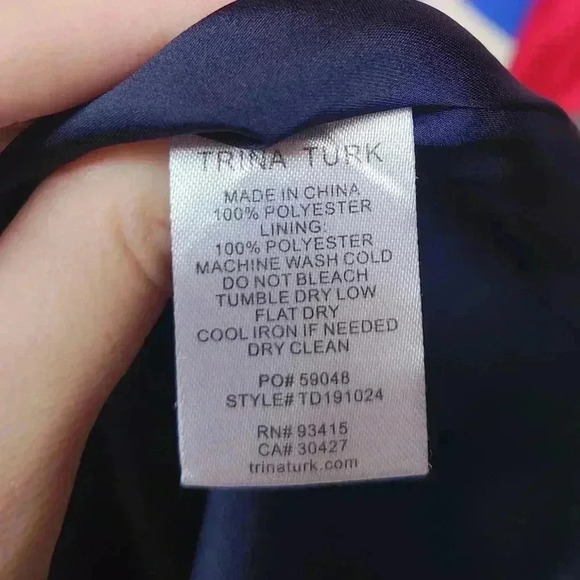 TRINA TURK
MADE IN CHINA
100% POLYESTER
LINING:
100% POLYESTER
MACHINE WASH COLD
DO NOT BLEACH
TUMBLE DRY LOW
FLAT DRY
COOL IRON IF NEEDED
DRY CLEAN
PO# 59048
STYLE# TD191024
RN# 93415
CA# 30427
trinaturk.com